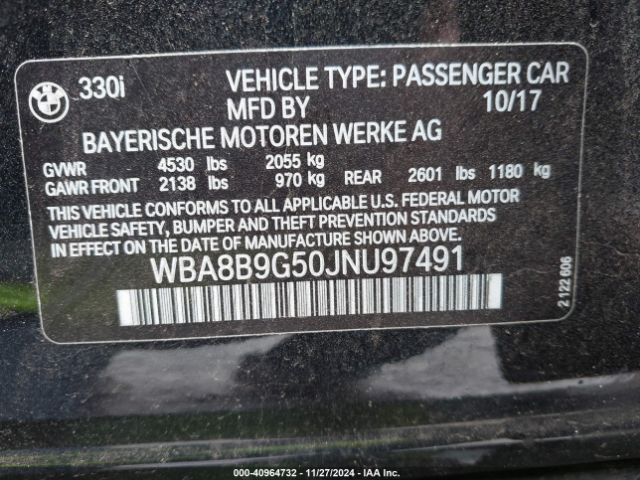 BMW
330i
VEHICLE TYPE: PASSENGER CAR
MFD BY 10/17
BAYERISCHE MOTOREN WERKE AG
GVWR 4530 lbs 2055 kg
GAWR FRONT 2138 lbs 970 kg REAR 2601 lbs 1180 kg
THIS VEHICLE CONFORMS TO ALL APPLICABLE U.S. FEDERAL MOTOR
VEHICLE SAFETY, BUMPER AND THEFT PREVENTION STANDARDS
IN EFFECT ON THE DATE OF MANUFACTURE SHOWN ABOVE.
WBA8B9G50JNU97491
2 122 606
000-40964732 — 11/27/2024 — IAA Inc.